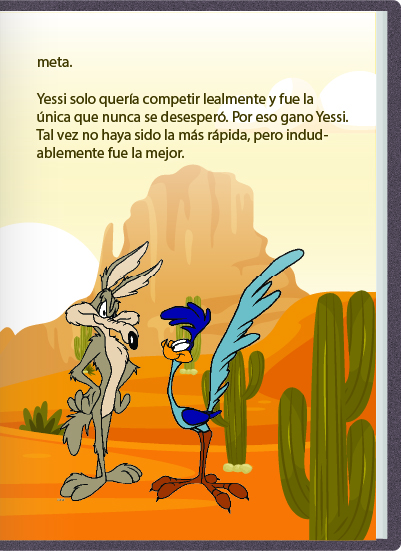 meta.
Yessi solo quería competir lealmente y fue la
única que nunca se desesperó. Por eso gano Yessi.
Tal vez no haya sido la más rápida, pero indud-
ablemente fue la mejor.